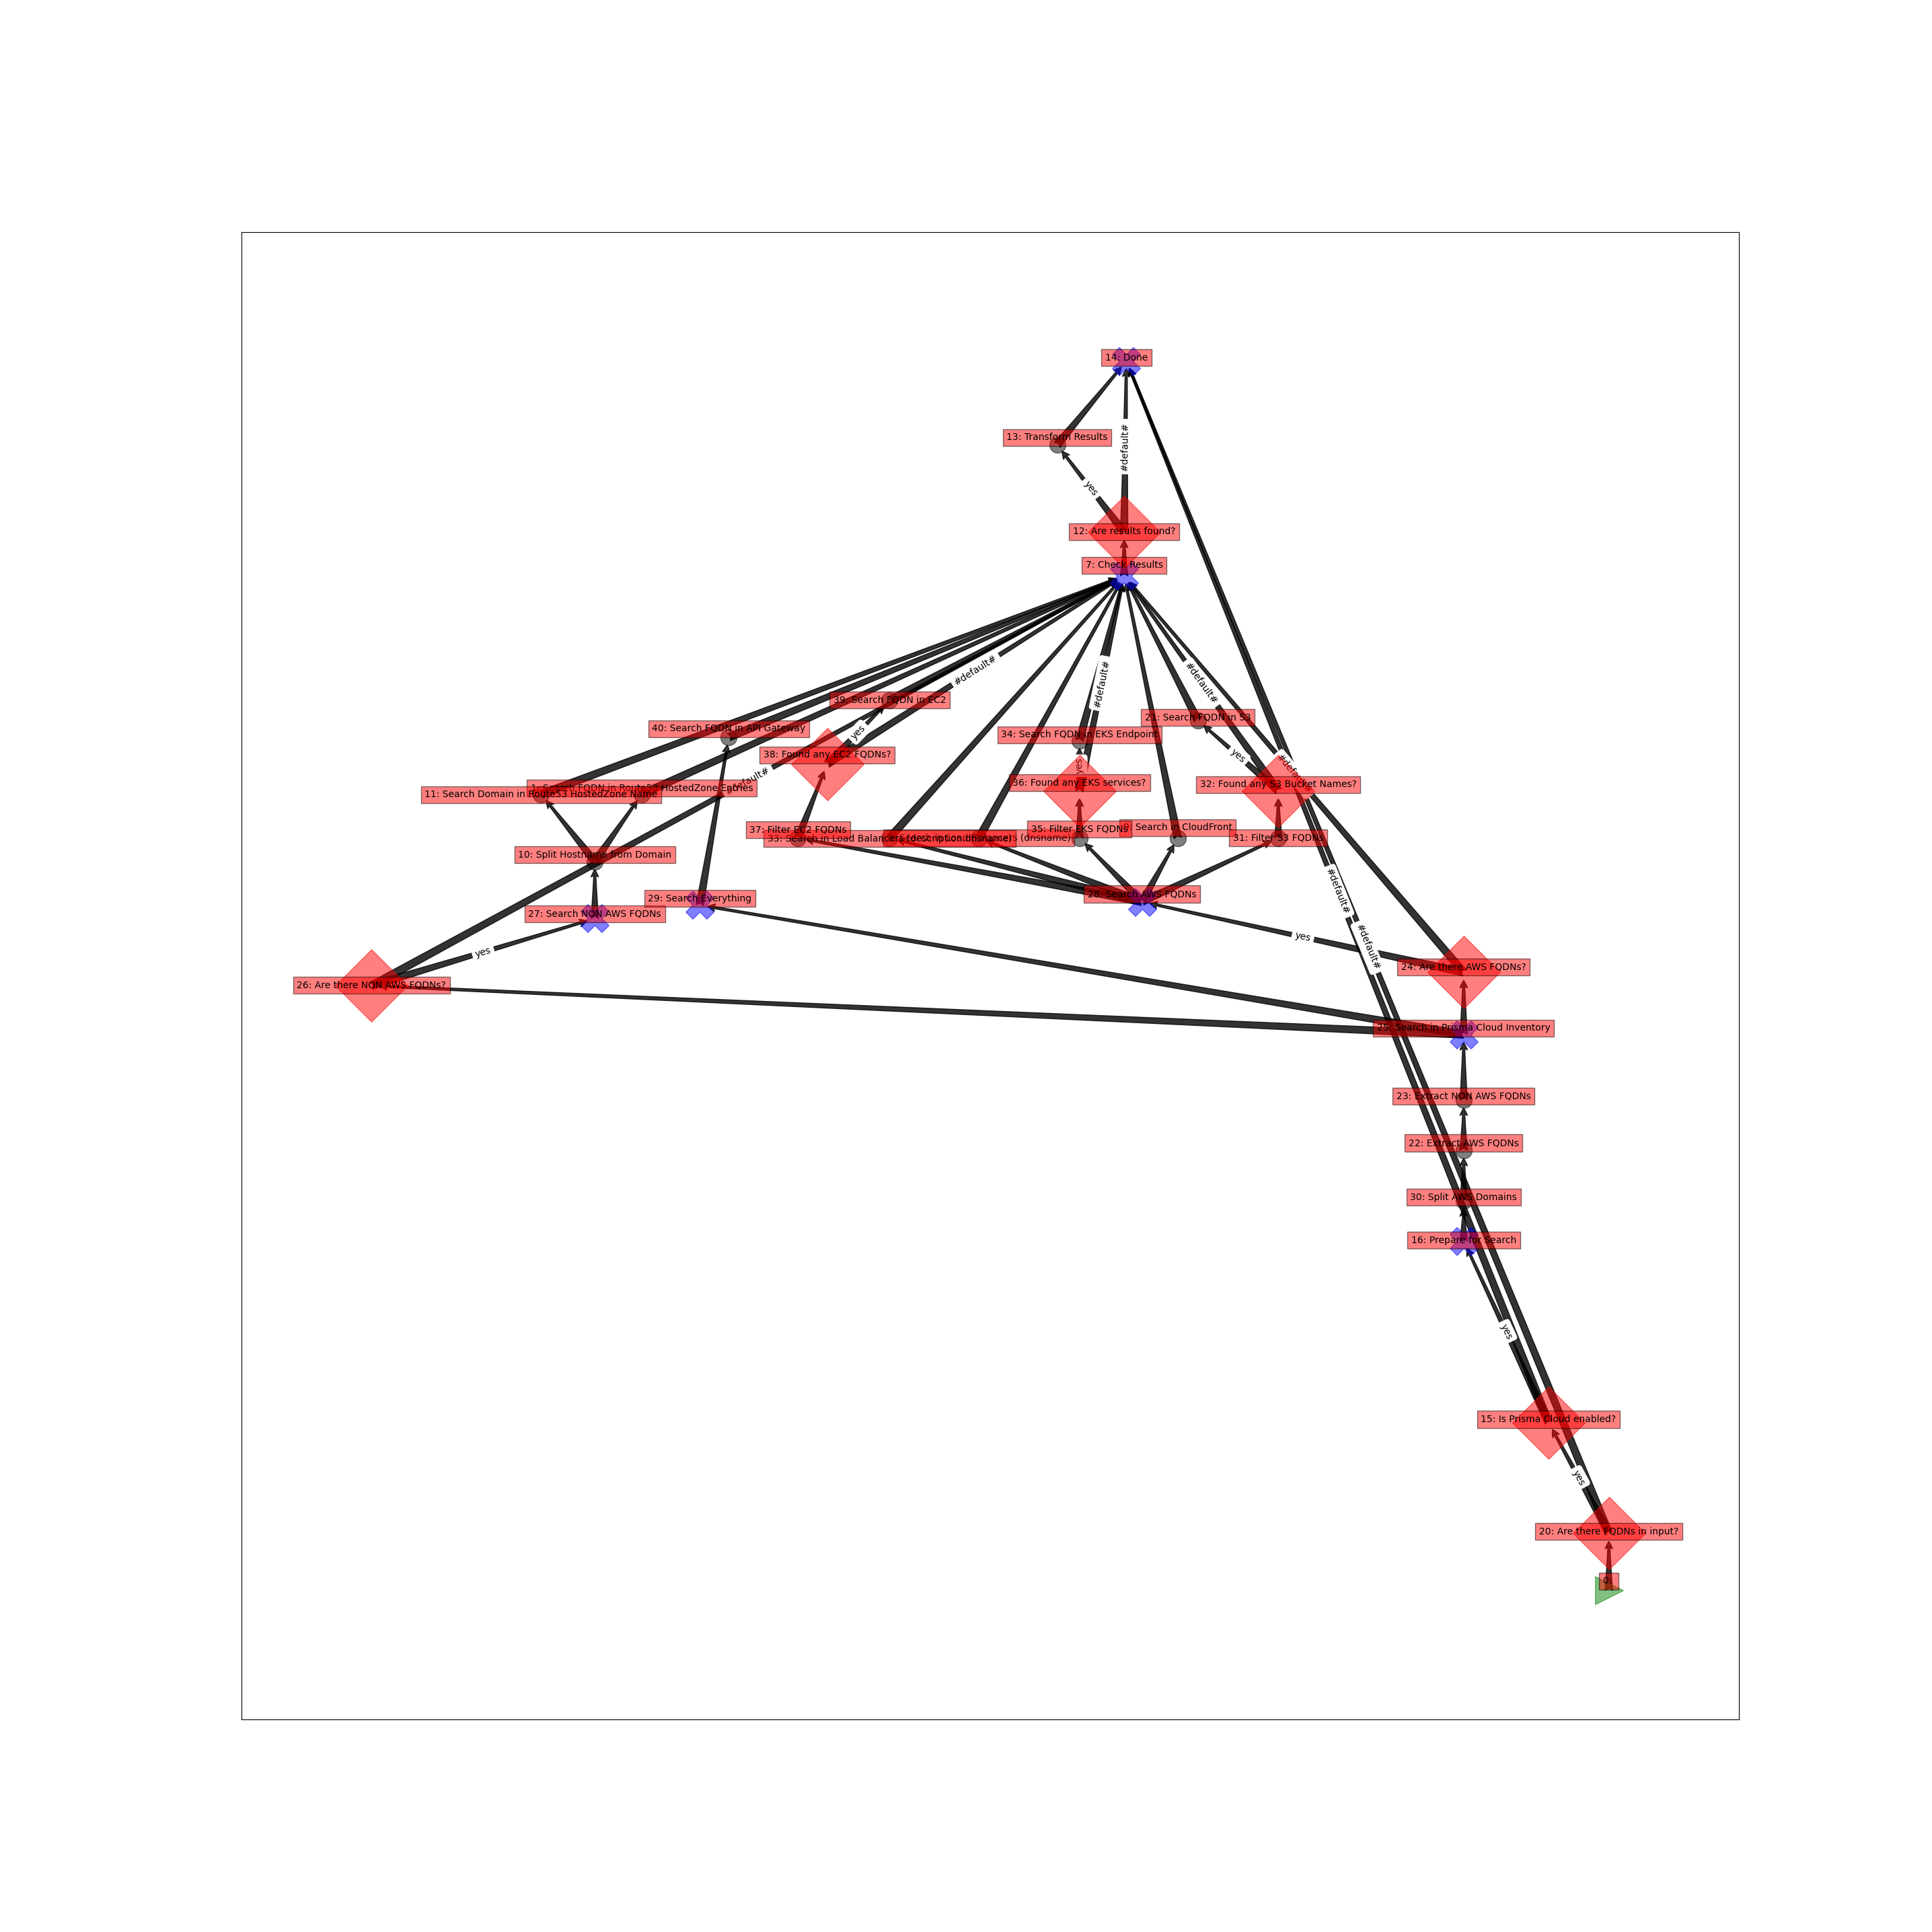 14: Done
13: Transform Results
#default#
yes
12: Are results found?
7: Check Results
#default#
#default#
#default#
39: Search FQDN in EC2
21: Search FQDN in S3
40: Search FQDN in API Gateway
yes
34: Search FQDN in EKS Endpoint
38: Found any EC2 FQDNs?
yes
yes
#default#
36: Found any EKS services?
32: Found any S3 Bucket Names?
Search FQDN in Route53 HostedZone Entries
11: Search Domain in Route53 HostedZone Name
37: Filter EC2 FQDNs
35: Filter EKS FQDNs
Search in CloudFront
33: Search in Load Balancers (description.dnsname)
(dnsname)
31: Filter S3 FQDNs
10: Split Hostname from Domain
28: Search AWS FQDNs
29: Search Everything
#default#
27: Search NON AWS FQDNs
yes
yes
#default#
24: Are there AWS FQDNs?
26: Are there NON AWS FQDNs?
25: Search in Prisma Cloud Inventory
23: Extract NON AWS FQDNs
22: Extract AWS FQDNs
30: Split AWS Domains
16: Prepare for Search
yes
15: Is Prisma Cloud enabled?
yes
20: Are there FQDNs in input?
0: